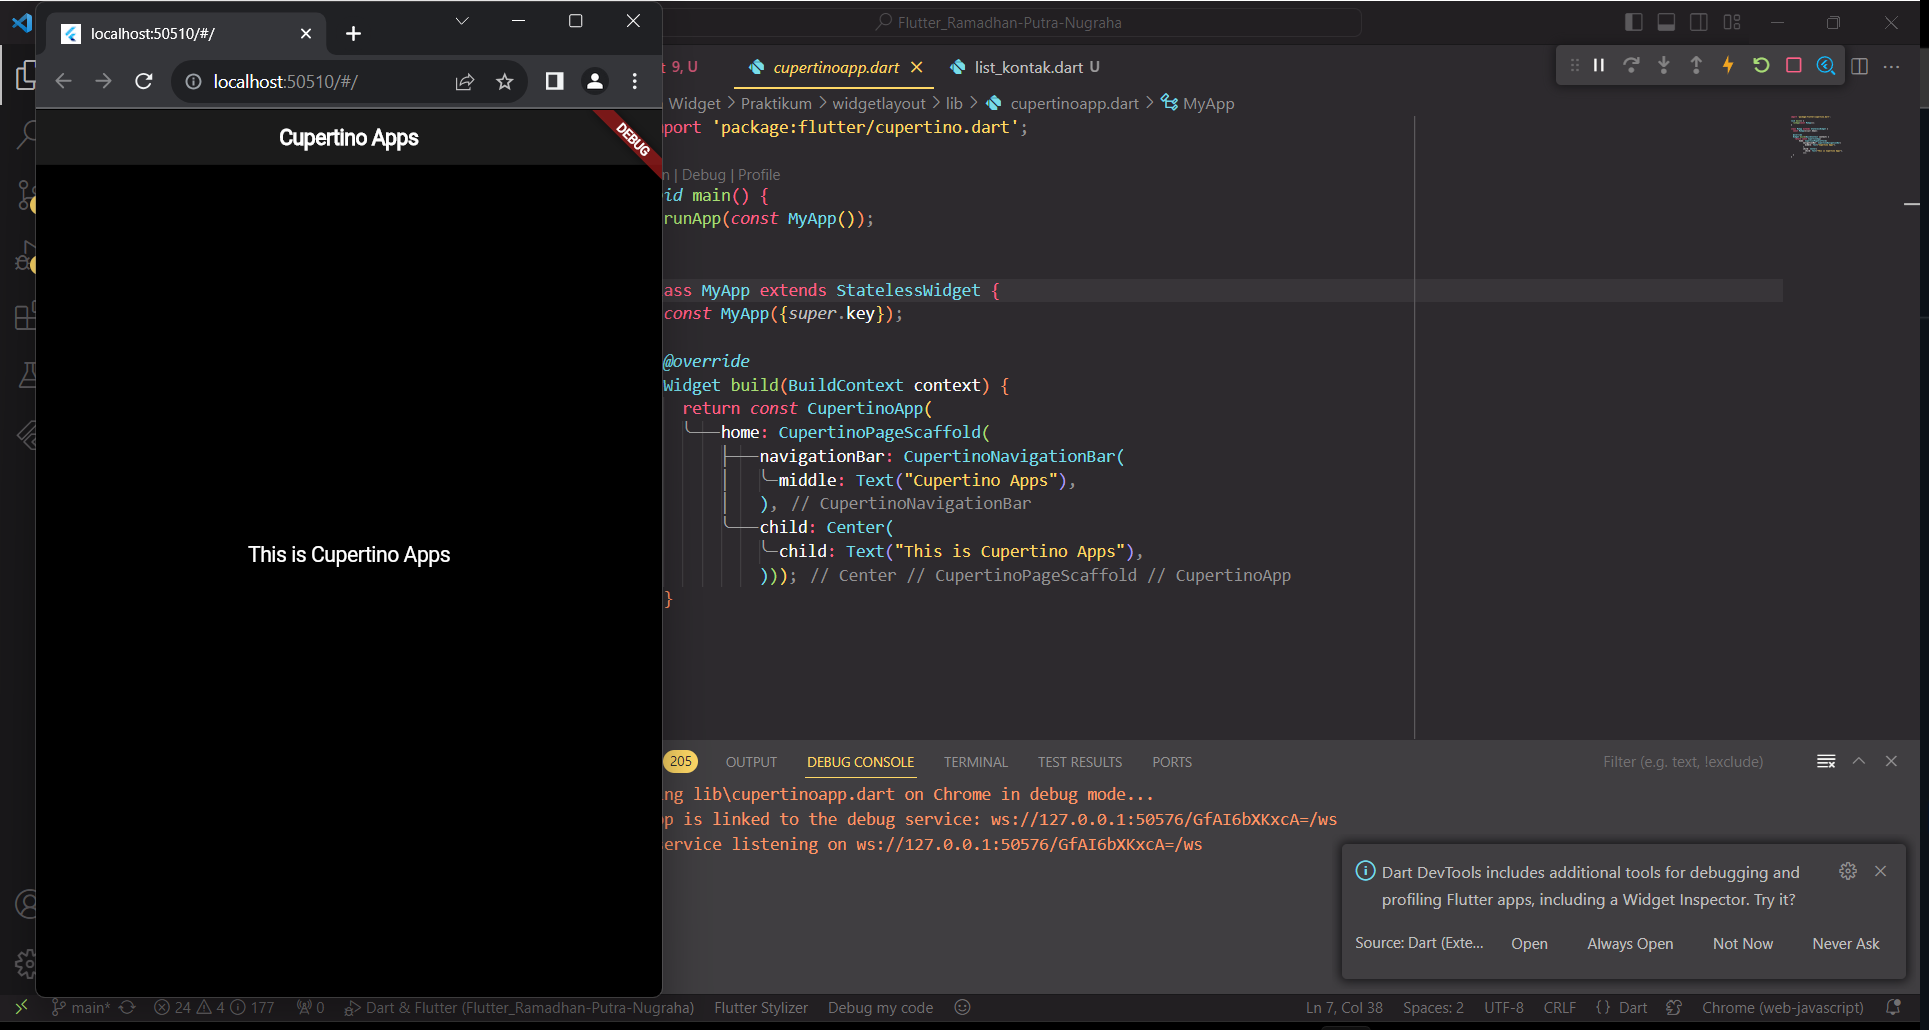 localhost:50510/#/
localhost:50510/#/
Cupertino Apps
DEBUG
This is Cupertino Apps
Flutter_Ramadhan-Putra-Nugraha
t 9, U
cupertinoapp.dart
list_kontak.dart U
Widget > Praktikum > widgetlayout > lib > cupertinoapp.dart > MyApp
port 'package:flutter/cupertino.dart';
n | Debug | Profile
id main() {
runApp(const MyApp());
ass MyApp extends StatelessWidget {
const MyApp({super.key});
@override
Widget build(BuildContext context) {
return const CupertinoApp(
home: CupertinoPageScaffold(
navigationBar: CupertinoNavigationBar(
middle: Text("Cupertino Apps"),
), // CupertinoNavigationBar
child: Center(
child: Text("This is Cupertino Apps"),
))); // Center // CupertinoPageScaffold // CupertinoApp
}
205 OUTPUT DEBUG CONSOLE TERMINAL TEST RESULTS PORTS Filter (e.g. text, !exclude)
ng lib\cupertinoapp.dart on Chrome in debug mode...
pp is linked to the debug service: ws://127.0.0.1:50576/GfAI6bXKxcA=/ws
ervice listening on ws://127.0.0.1:50576/GfAI6bXKxcA=/ws
Dart DevTools includes additional tools for debugging and
profiling Flutter apps, including a Widget Inspector. Try it?
Source: Dart (Exte... Open Always Open Not Now Never Ask
main* 24 4 177 0 Dart & Flutter (Flutter_Ramadhan-Putra-Nugraha) Flutter Stylizer Debug my code Ln 7, Col 38 Spaces: 2 UTF-8 CRLF {} Dart Chrome (web-javascript)